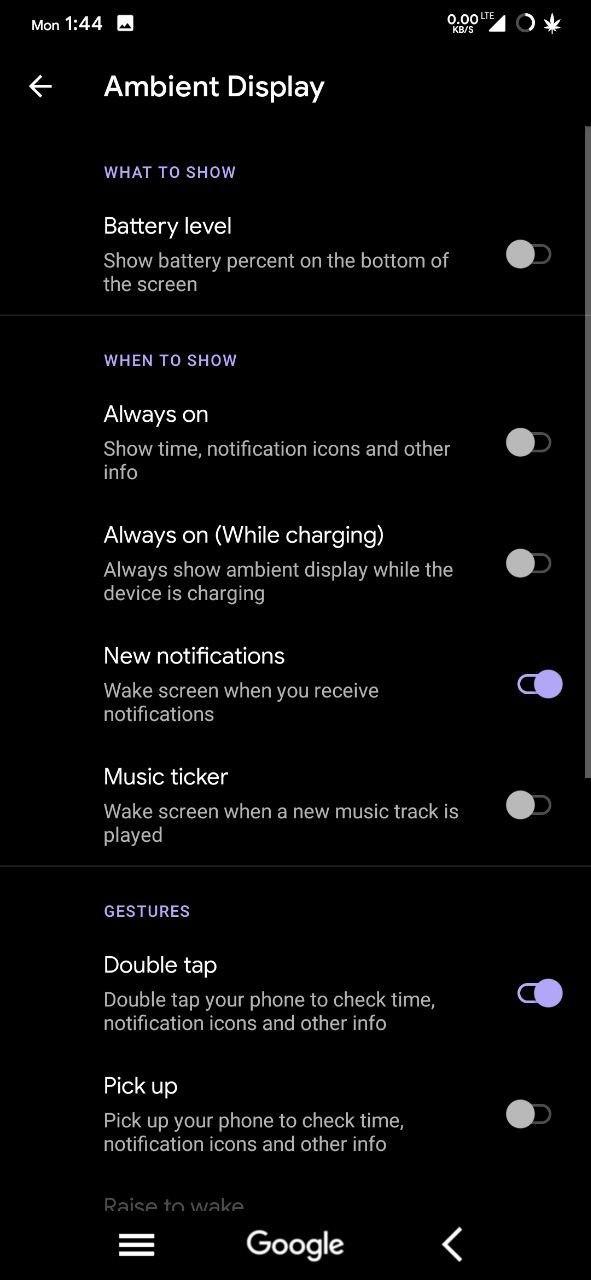 Mon 1:44 0.00 KB/S LTE
Ambient Display
WHAT TO SHOW
Battery level
Show battery percent on the bottom of
the screen
WHEN TO SHOW
Always on
Show time, notification icons and other
info
Always on (While charging)
Always show ambient display while the
device is charging
New notifications
Wake screen when you receive
notifications
Music ticker
Wake screen when a new music track is
played
GESTURES
Double tap
Double tap your phone to check time,
notification icons and other info
Pick up
Pick up your phone to check time,
notification icons and other info
Raise to wake
Google